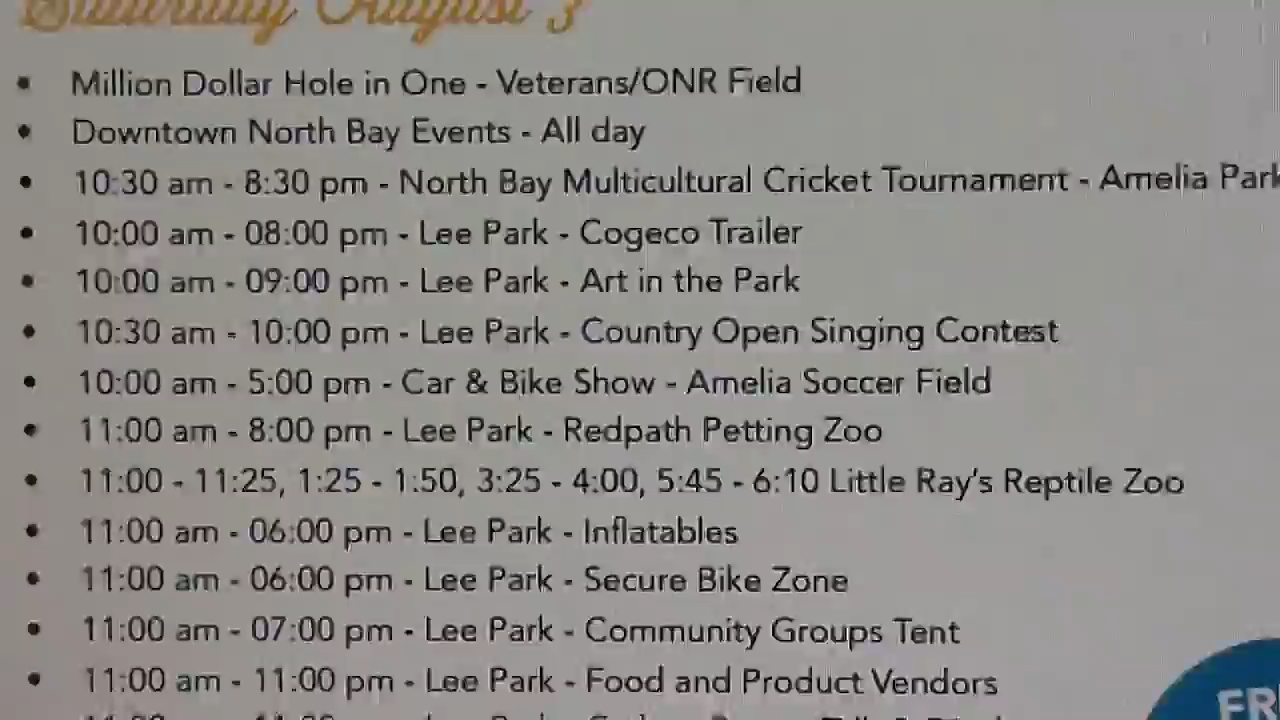 Saturday August 3
• Million Dollar Hole in One - Veterans/ONR Field
• Downtown North Bay Events - All day
• 10:30 am - 8:30 pm - North Bay Multicultural Cricket Tournament - Amelia Park
• 10:00 am - 08:00 pm - Lee Park - Cogeco Trailer
• 10:00 am - 09:00 pm - Lee Park - Art in the Park
• 10:30 am - 10:00 pm - Lee Park - Country Open Singing Contest
• 10:00 am - 5:00 pm - Car & Bike Show - Amelia Soccer Field
• 11:00 am - 8:00 pm - Lee Park - Redpath Petting Zoo
• 11:00 - 11:25, 1:25 - 1:50, 3:25 - 4:00, 5:45 - 6:10 Little Ray's Reptile Zoo
• 11:00 am - 06:00 pm - Lee Park - Inflatables
• 11:00 am - 06:00 pm - Lee Park - Secure Bike Zone
• 11:00 am - 07:00 pm - Lee Park - Community Groups Tent
• 11:00 am - 11:00 pm - Lee Park - Food and Product Vendors